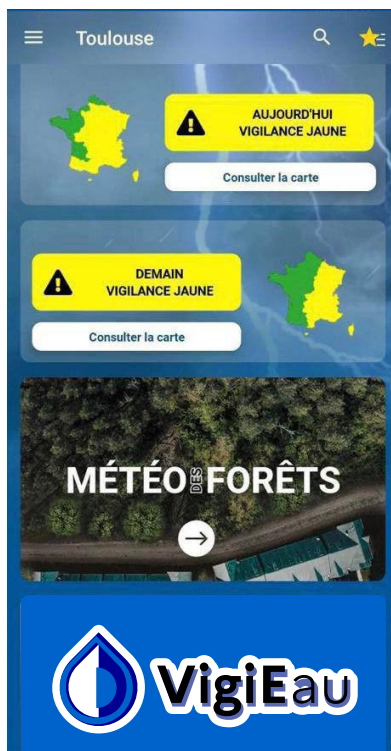 Toulouse
AUJOURD'HUI
VIGILANCE JAUNE
Consulter la carte
DEMAIN
VIGILANCE JAUNE
Consulter la carte
MÉTÉO DES FORÊTS
VigiEau